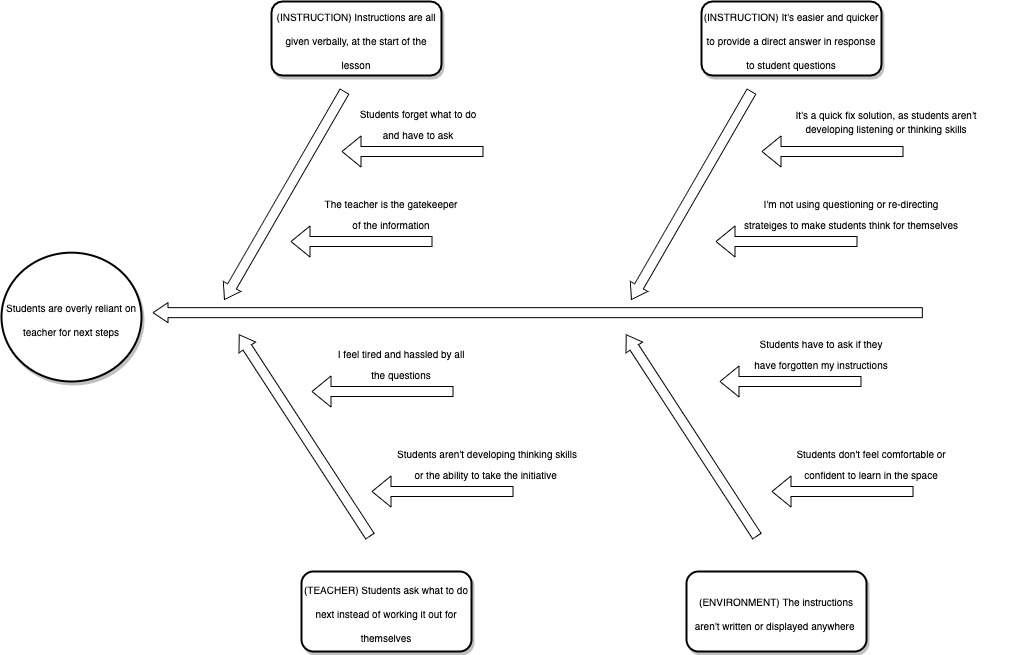 (INSTRUCTION) Instructions are all
given verbally, at the start of the
lesson
(INSTRUCTION) It's easier and quicker
to provide a direct answer in response
to student questions
Students forget what to do
and have to ask
It's a quick fix solution, as students aren't
developing listening or thinking skills
The teacher is the gatekeeper
of the information
I'm not using questioning or re-directing
strateiges to make students think for themselves
Students are overly reliant on
teacher for next steps
I feel tired and hassled by all
the questions
Students have to ask if they
have forgotten my instructions
Students aren't developing thinking skills
or the ability to take the initiative
Students don't feel comfortable or
confident to learn in the space
(TEACHER) Students ask what to do
next instead of working it out for
themselves
(ENVIRONMENT) The instructions
aren't written or displayed anywhere